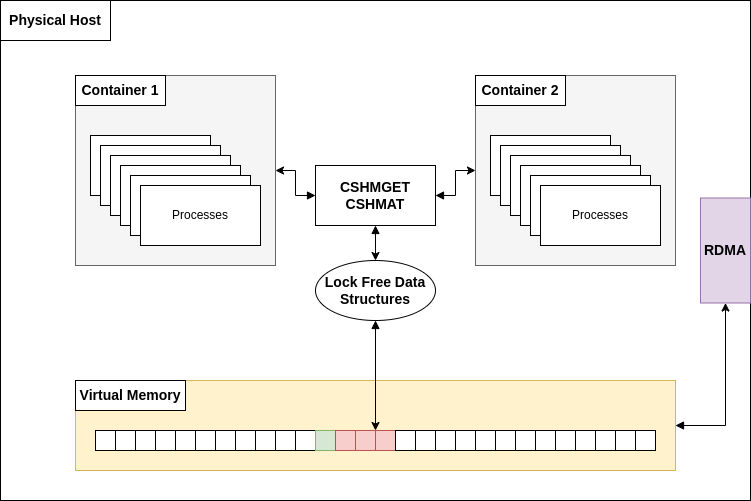 Physical Host
Container 1
Container 2
Processes
CSHMGET
CSHMAT
Processes
RDMA
Lock Free Data
Structures
Virtual Memory